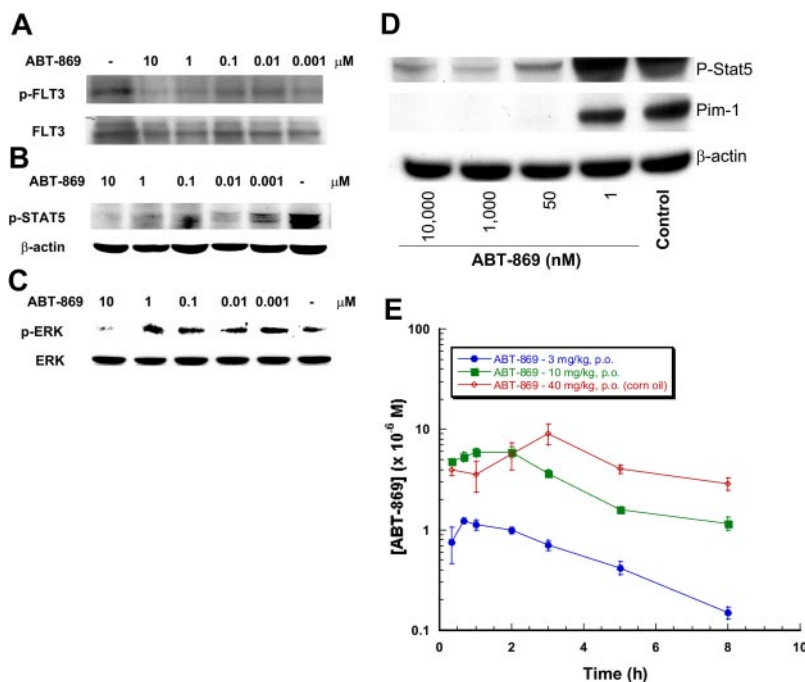 A
ABT-869 - 10 1 0.1 0.01 0.001 μM
p-FLT3
FLT3
B
ABT-869 10 1 0.1 0.01 0.001 - μM
p-STAT5
β-actin
C
ABT-869 10 1 0.1 0.01 0.001 - μM
p-ERK
ERK
D
P-Stat5
Pim-1
β-actin
10,000 1,000 50 1 Control
ABT-869 (nM)
E
ABT-869 - 3 mg/kg, p.o.
ABT-869 - 10 mg/kg, p.o.
ABT-869 - 40 mg/kg, p.o. (corn oil)
[ABT-869] (x 10⁻⁶ M)
100
10
1
0.1
0 2 4 6 8 10
Time (h)